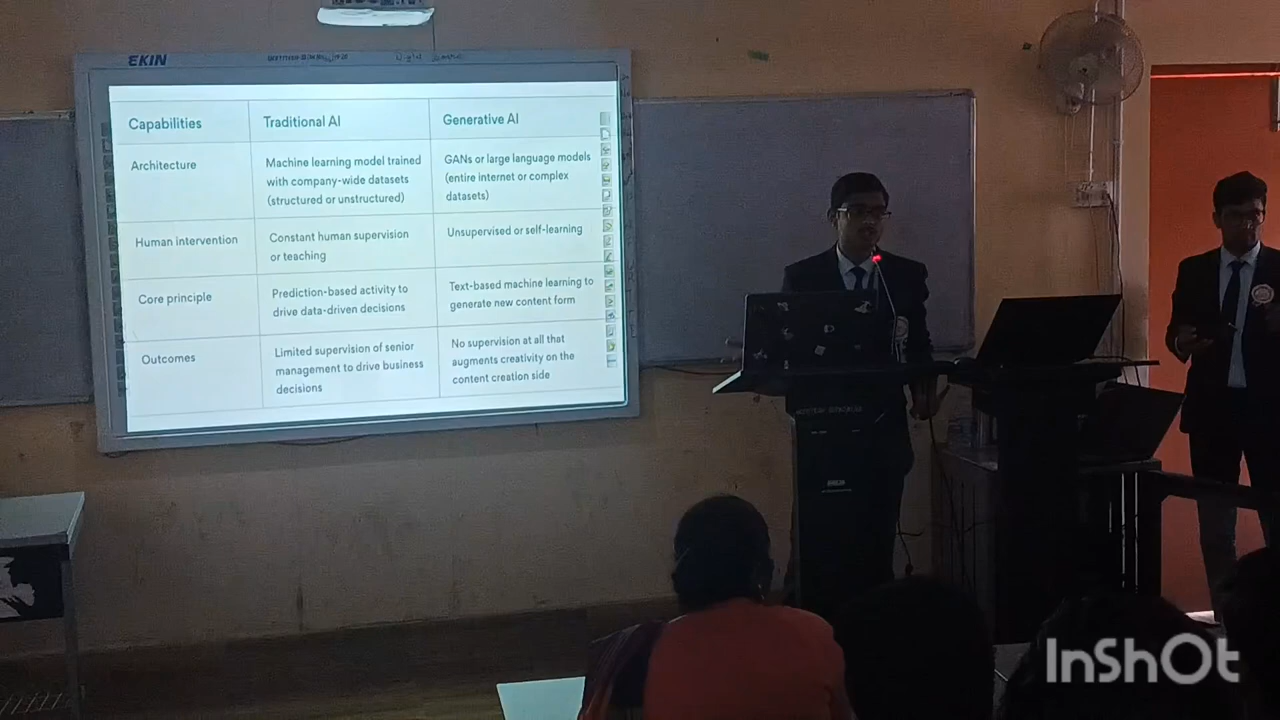 EKIN
Capabilities
Traditional AI
Generative AI
Architecture
Machine learning model trained
with company-wide datasets
(structured or unstructured)
GANs or large language models
(entire internet or complex
datasets)
Human intervention
Constant human supervision
or teaching
Unsupervised or self-learning
Core principle
Prediction-based activity to
drive data-driven decisions
Text-based machine learning to
generate new content form
Outcomes
Limited supervision of senior
management to drive business
decisions
No supervision at all that
augments creativity on the
content creation side
InShOt